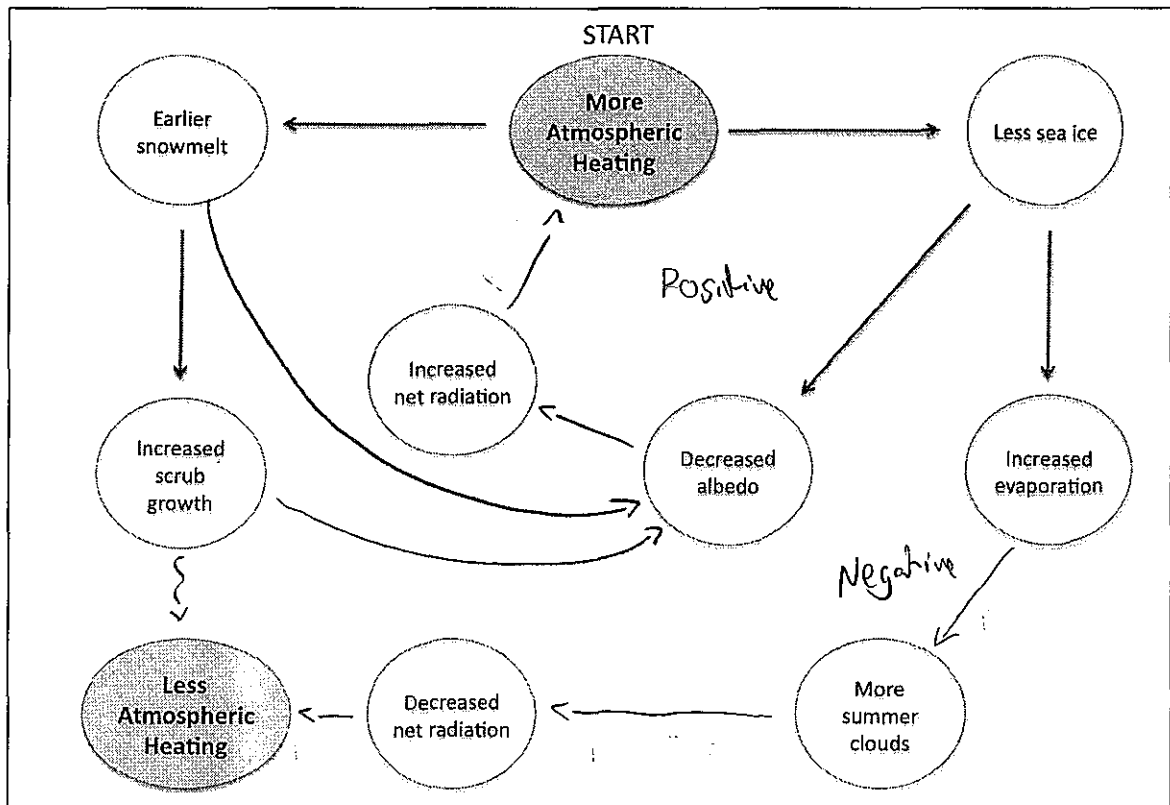 START
Earlier
snowmelt
More
Atmospheric
Heating
Less sea ice
Positive
Increased
net radiation
Increased
scrub
growth
Decreased
albedo
Increased
evaporation
Negative
Less
Atmospheric
Heating
Decreased
net radiation
More
summer
clouds